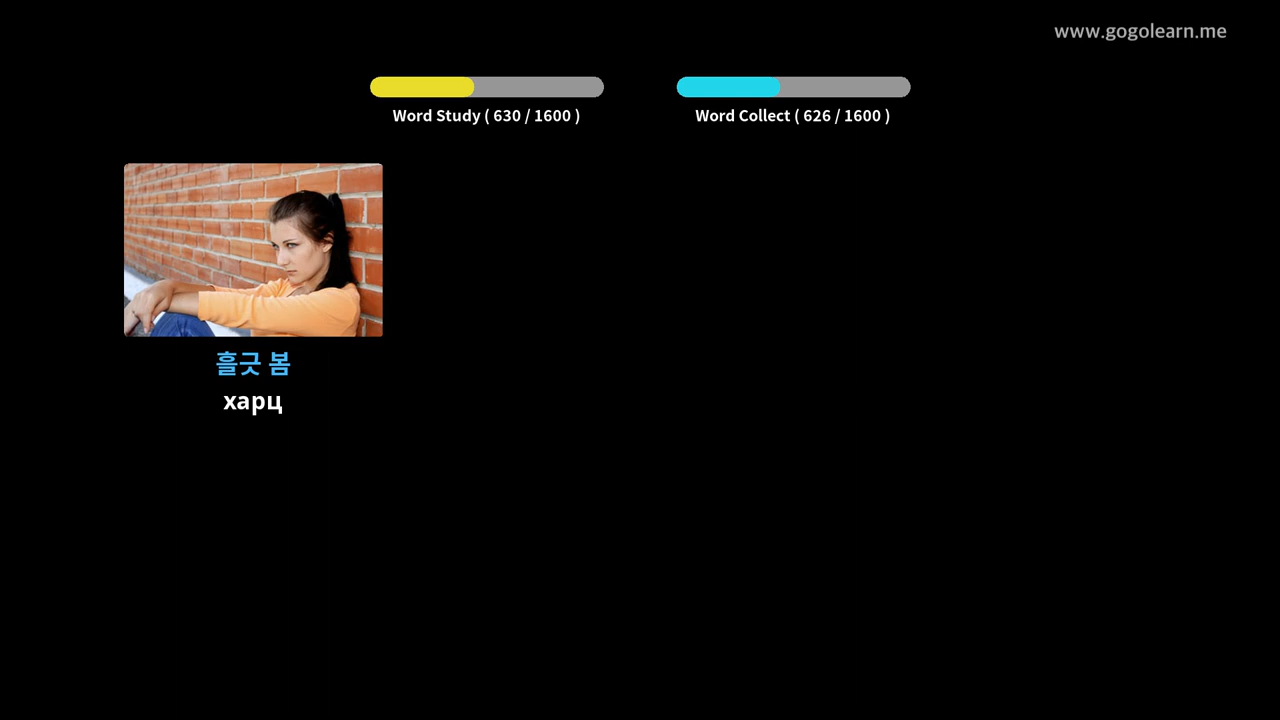 www.gogolearn.me
Word Study ( 630 / 1600 )
Word Collect ( 626 / 1600 )
흘긋 봄
харц